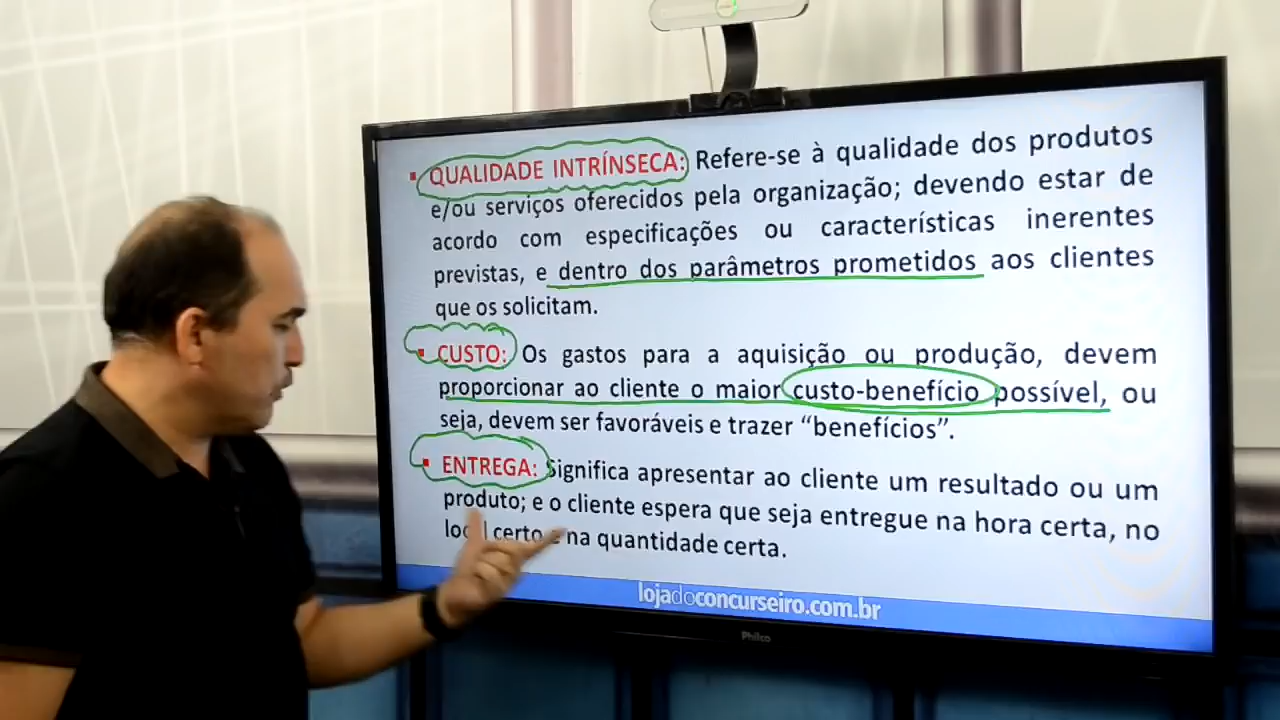 ▪ QUALIDADE INTRÍNSECA: Refere-se à qualidade dos produtos
e/ou serviços oferecidos pela organização; devendo estar de
acordo com especificações ou características inerentes
previstas, e dentro dos parâmetros prometidos aos clientes
que os solicitam.
▪ CUSTO: Os gastos para a aquisição ou produção, devem
proporcionar ao cliente o maior custo-benefício possível, ou
seja, devem ser favoráveis e trazer “benefícios”.
▪ ENTREGA: Significa apresentar ao cliente um resultado ou um
produto; e o cliente espera que seja entregue na hora certa, no
local certo e na quantidade certa.
lojadoconcurseiro.com.br
Philco